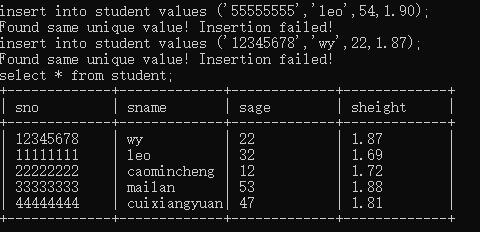 insert into student values ('55555555','leo',54,1.90);
Found same unique value! Insertion failed!
insert into student values ('12345678','wy',22,1.87);
Found same unique value! Insertion failed!
select * from student;
| sno | sname | sage | sheight |
| 12345678 | wy | 22 | 1.87 |
| 11111111 | leo | 32 | 1.69 |
| 22222222 | caomincheng | 12 | 1.72 |
| 33333333 | mailan | 53 | 1.88 |
| 44444444 | cuixiangyuan | 47 | 1.81 |